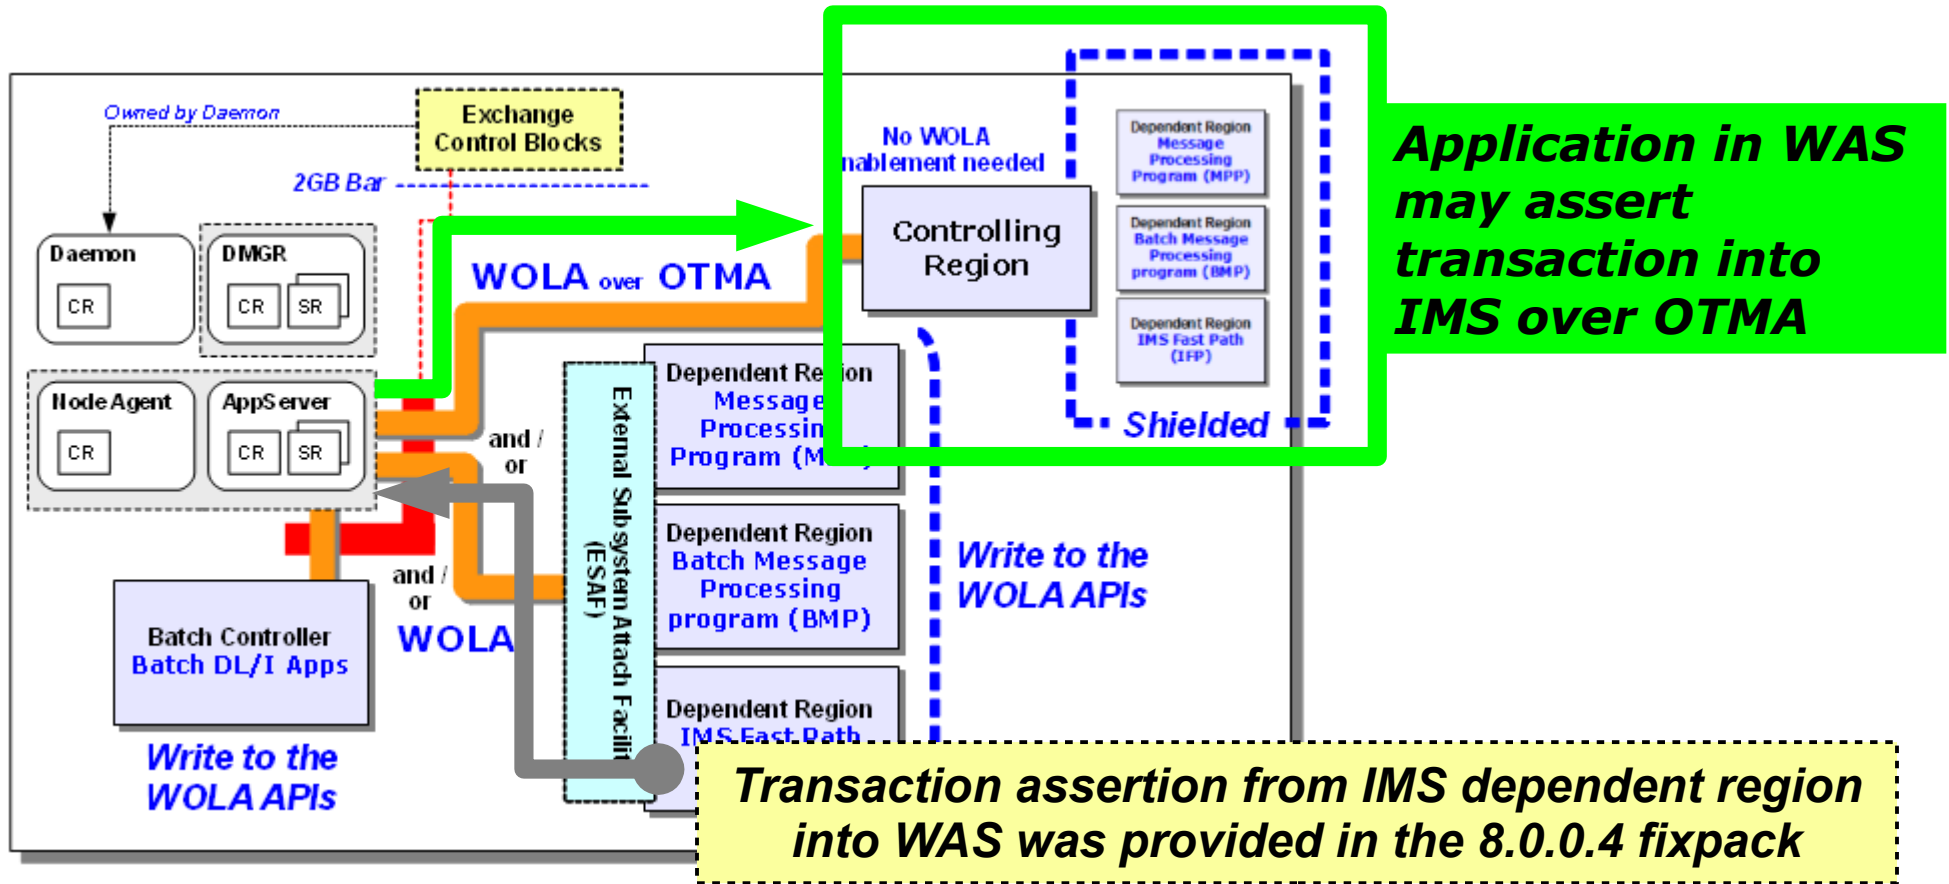 Owned by Daemon
Exchange
Control Blocks
2GB Bar
No WOLA
nablement needed
Dependent Region
Message
Processing
Program (MPP)
Dependent Region
Batch Message
Processing
program (BMP)
Dependent Region
IMS Fast Path
(IFP)
Shielded
Application in WAS
may assert
transaction into
IMS over OTMA
Controlling
Region
Daemon
CR
DMGR
CR
SR
WOLA over OTMA
Node Agent
CR
AppServer
CR
SR
and /
or
External Subsystem Attach Facilit
(ESAF)
Dependent Region
Message
Processin
Program (M
Dependent Region
Batch Message
Processing
program (BMP)
Dependent Region
IMS Fast Path
Write to the
WOLA APIs
and /
or
WOLA
Batch Controller
Batch DL/I Apps
Write to the
WOLA APIs
Transaction assertion from IMS dependent region
into WAS was provided in the 8.0.0.4 fixpack